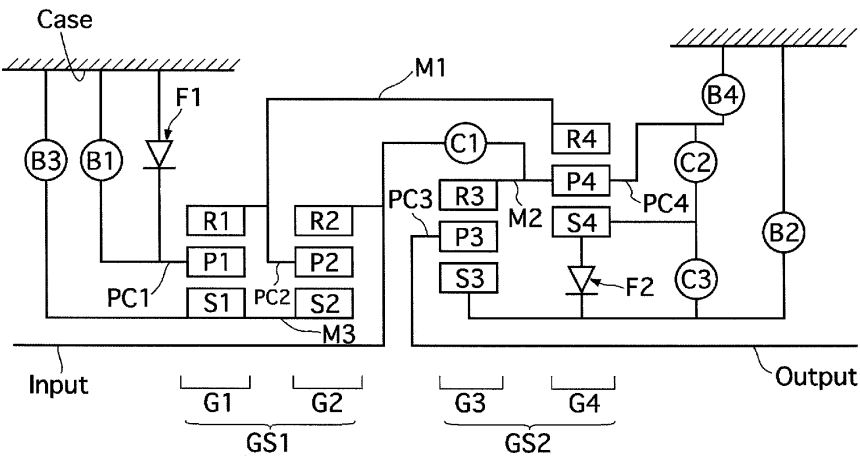 Case
M1
F1
B4
B3
B1
C1
R4
C2
PC3
R3
P4
R1
R2
M2
PC4
S4
B2
P3
P1
P2
PC1
PC2
S3
F2
C3
S1
S2
M3
Input
Output
G1
G2
G3
G4
GS1
GS2